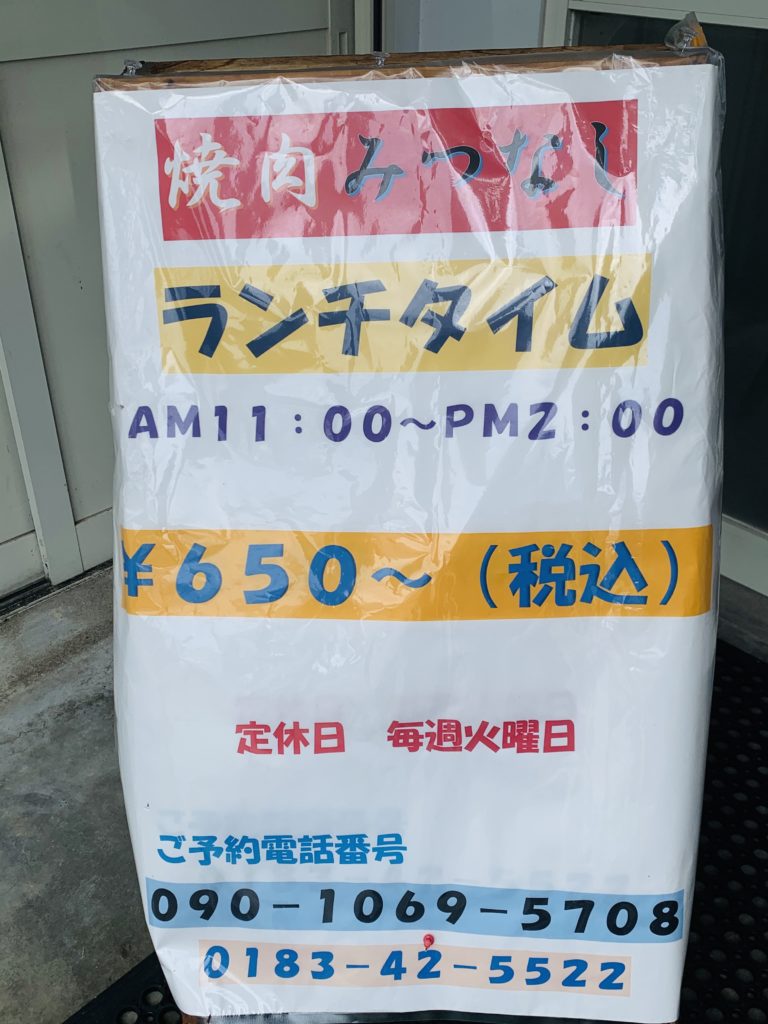 焼肉みつなし
ランチタイム
AM11：00～PM2：00
¥650～（税込）
定休日　毎週火曜日
ご予約電話番号
090－1069－5708
0183－42－5522